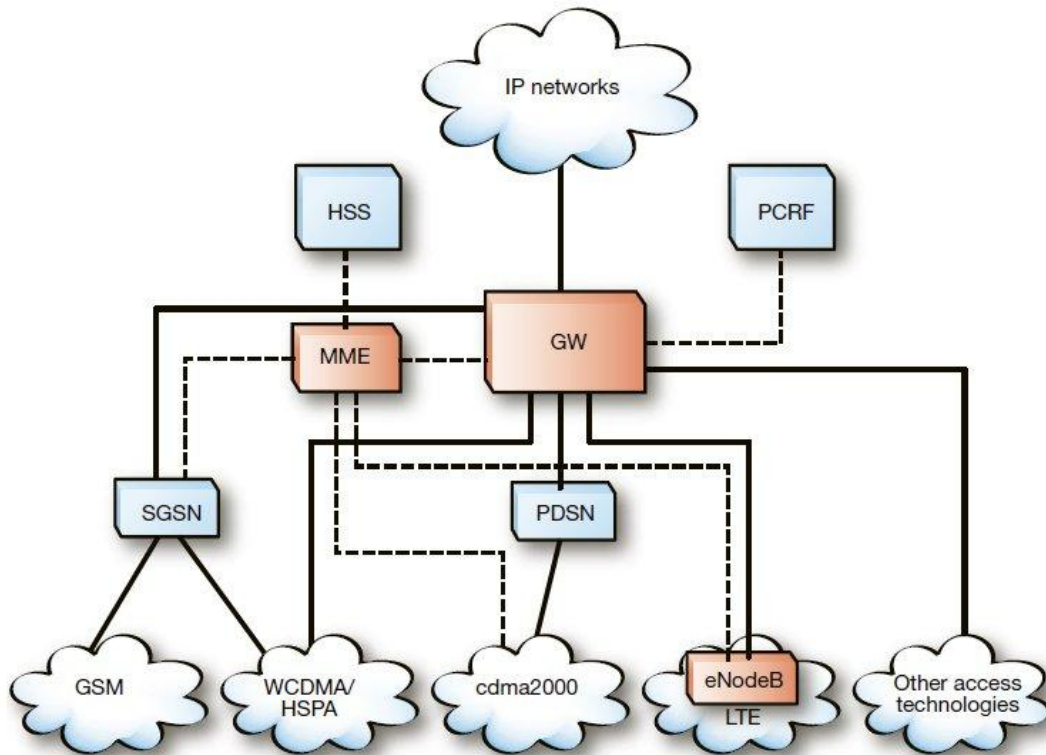 IP networks
HSS
PCRF
GW
MME
SGSN
PDSN
GSM
WCDMA/
HSPA
cdma2000
eNodeB
LTE
Other access
technologies